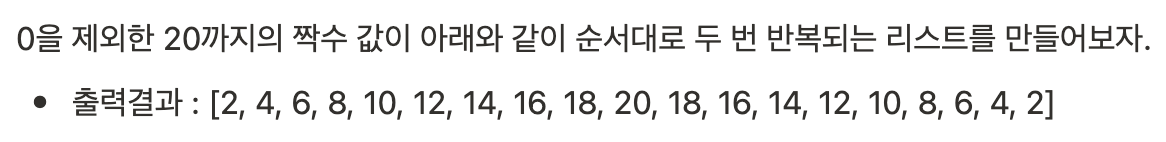 0을 제외한 20까지의 짝수 값이 아래와 같이 순서대로 두 번 반복되는 리스트를 만들어보자.
• 출력결과 : [2, 4, 6, 8, 10, 12, 14, 16, 18, 20, 18, 16, 14, 12, 10, 8, 6, 4, 2]